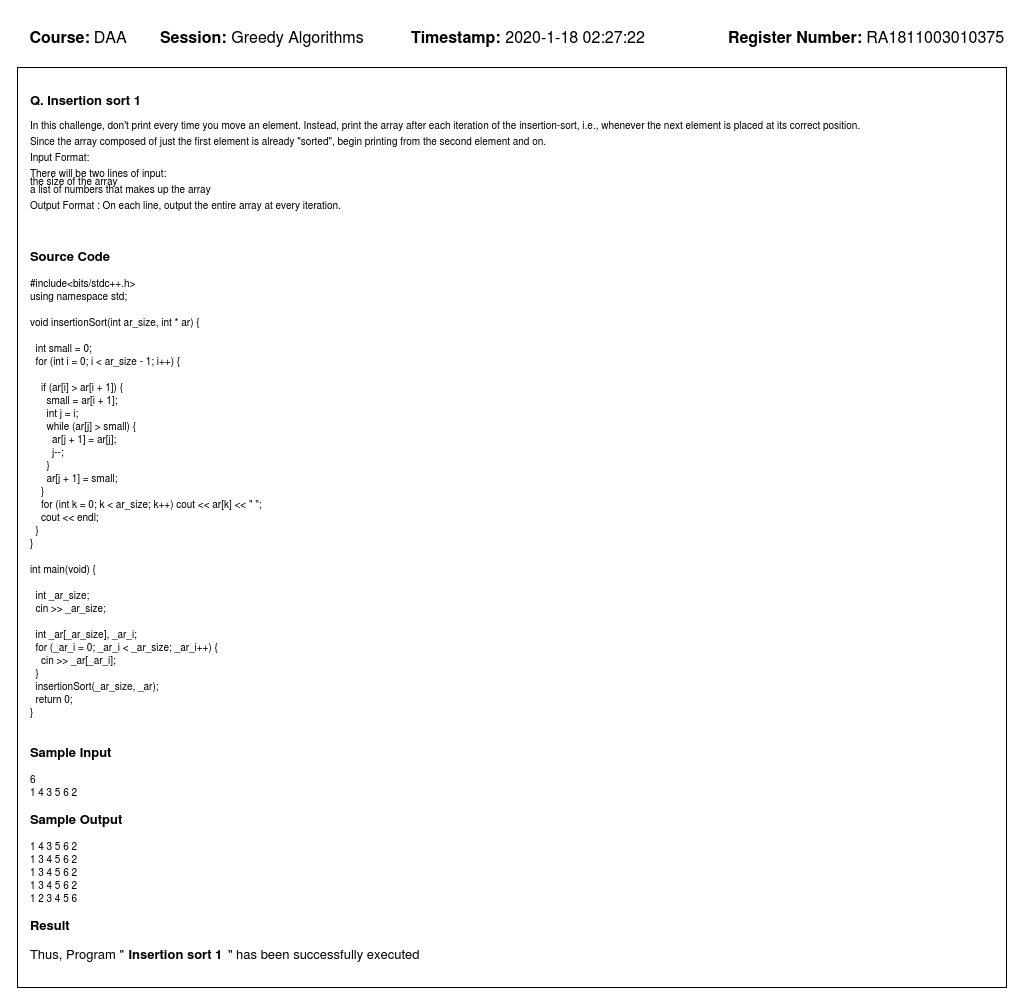 Course: DAA Session: Greedy Algorithms Timestamp: 2020-1-18 02:27:22 Register Number: RA1811003010375
Q. Insertion sort 1
In this challenge, don't print every time you move an element. Instead, print the array after each iteration of the insertion-sort, i.e., whenever the next element is placed at its correct position.
Since the array composed of just the first element is already "sorted", begin printing from the second element and on.
Input Format:
There will be two lines of input:
the size of the array
a list of numbers that makes up the array
Output Format : On each line, output the entire array at every iteration.
Source Code
#include<bits/stdc++.h>
using namespace std;
void insertionSort(int ar_size, int * ar) {
int small = 0;
for (int i = 0; i < ar_size - 1; i++) {
if (ar[i] > ar[i + 1]) {
small = ar[i + 1];
int j = i;
while (ar[j] > small) {
ar[j + 1] = ar[j];
j--;
}
ar[j + 1] = small;
}
for (int k = 0; k < ar_size; k++) cout << ar[k] << " ";
cout << endl;
}
}
int main(void) {
int _ar_size;
cin >> _ar_size;
int _ar[_ar_size], _ar_i;
for (_ar_i = 0; _ar_i < _ar_size; _ar_i++) {
cin >> _ar[_ar_i];
}
insertionSort(_ar_size, _ar);
return 0;
}
Sample Input
6
1 4 3 5 6 2
Sample Output
1 4 3 5 6 2
1 3 4 5 6 2
1 3 4 5 6 2
1 3 4 5 6 2
1 2 3 4 5 6
Result
Thus, Program " Insertion sort 1 " has been successfully executed